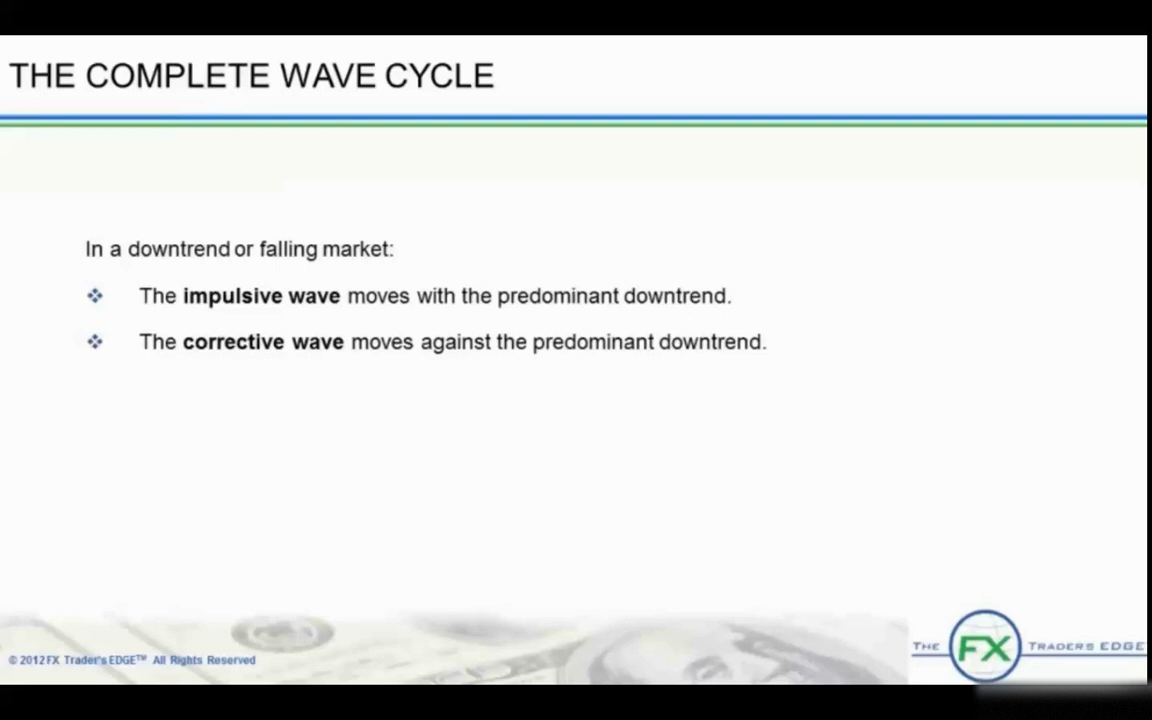 THE COMPLETE WAVE CYCLE
In a downtrend or falling market:
❖ The impulsive wave moves with the predominant downtrend.
❖ The corrective wave moves against the predominant downtrend.
© 2012 FX Trader's EDGE™ All Rights Reserved
THE FX TRADERS EDGE